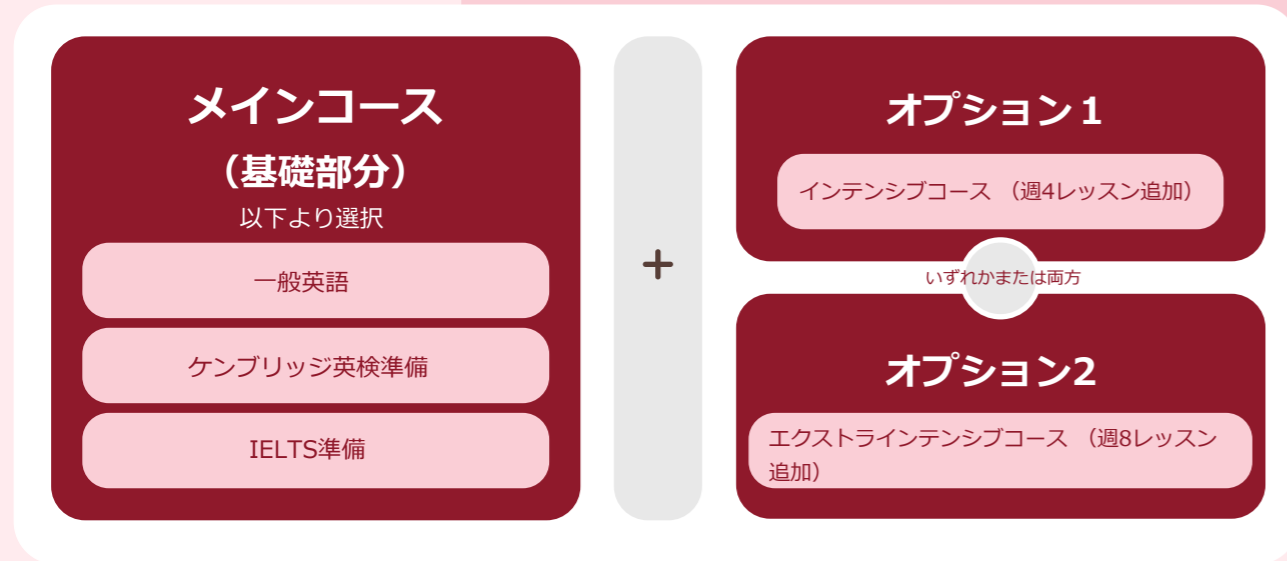 メインコース
（基礎部分）
以下より選択
一般英語
ケンブリッジ英検準備
IELTS準備
+
オプション１
インテンシブコース （週4レッスン追加）
いずれかまたは両方
オプション2
エクストラインテンシブコース （週8レッスン
追加）